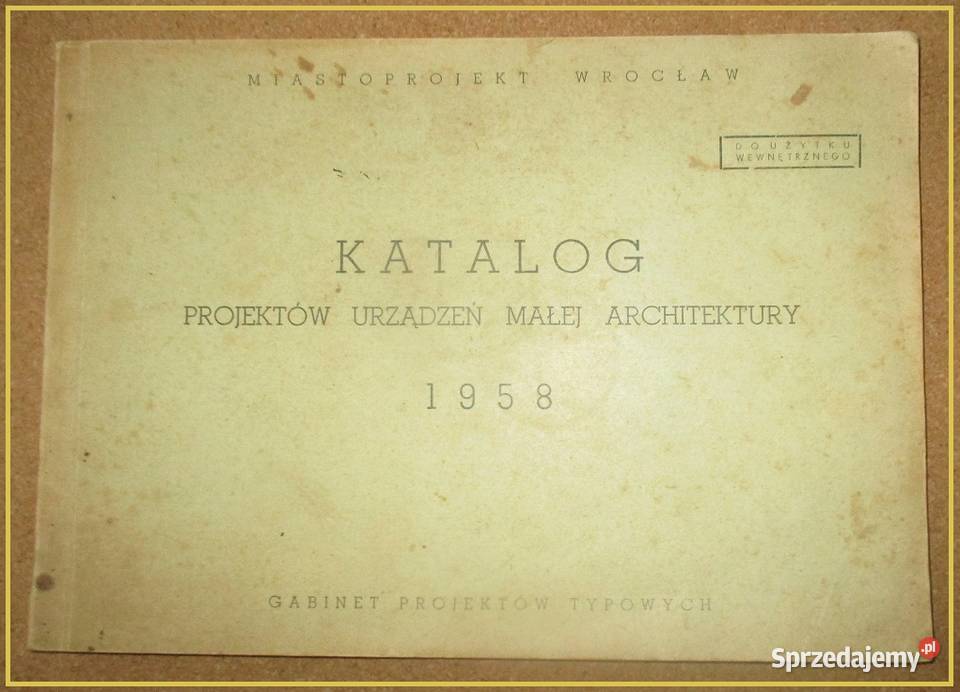 MIASTOPROJEKT WROCŁAW
DO UŻYTKU
WEWNĘTRZNEGO
KATALOG
PROJEKTÓW URZĄDZEŃ MAŁEJ ARCHITEKTURY
1958
GABINET PROJEKTÓW TYPOWYCH
Sprzedajemy.pl